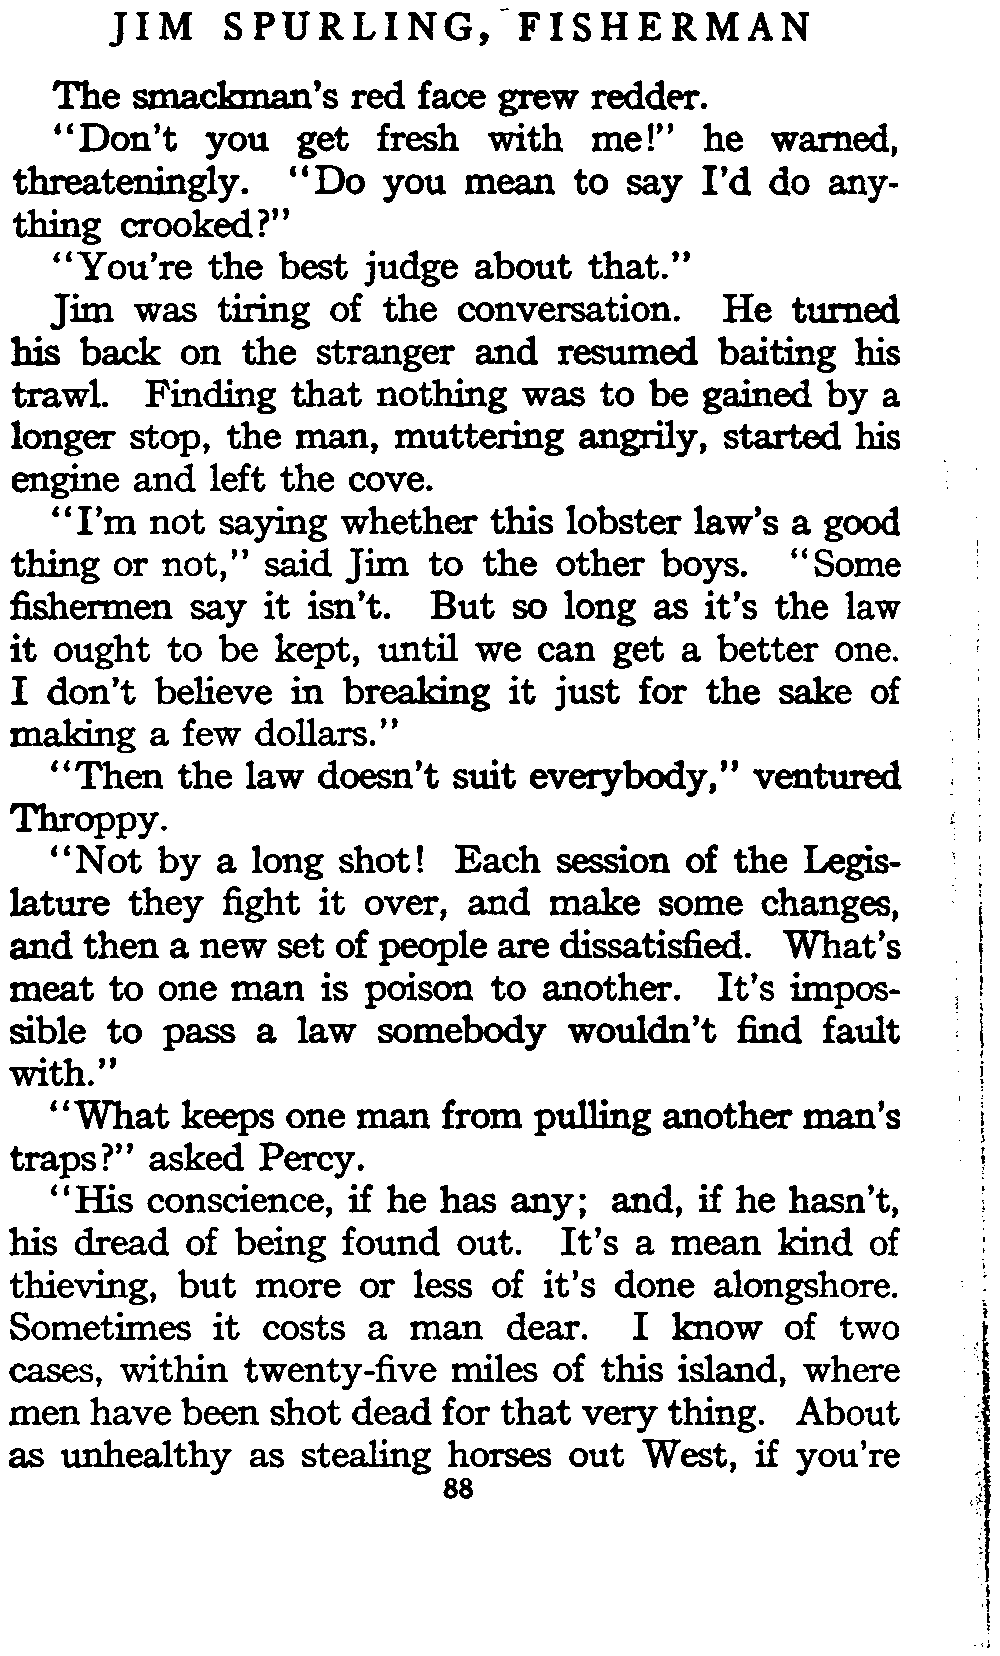 JIM SPURLING, FISHERMAN
The smackman's red face grew redder.
"Don't you get fresh with me!" he warned,
threateningly. "Do you mean to say I'd do any-
thing crooked?"
"You're the best judge about that."
Jim was tiring of the conversation. He turned
his back on the stranger and resumed baiting his
trawl. Finding that nothing was to be gained by a
longer stop, the man, muttering angrily, started his
engine and left the cove.
"I'm not saying whether this lobster law's a good
thing or not," said Jim to the other boys. "Some
fishermen say it isn't. But so long as it's the law
it ought to be kept, until we can get a better one.
I don't believe in breaking it just for the sake of
making a few dollars."
"Then the law doesn't suit everybody," ventured
Throppy.
"Not by a long shot! Each session of the Legis-
lature they fight it over, and make some changes,
and then a new set of people are dissatisfied. What's
meat to one man is poison to another. It's impos-
sible to pass a law somebody wouldn't find fault
with."
"What keeps one man from pulling another man's
traps?" asked Percy.
"His conscience, if he has any; and, if he hasn't,
his dread of being found out. It's a mean kind of
thieving, but more or less of it's done alongshore.
Sometimes it costs a man dear. I know of two
cases, within twenty-five miles of this island, where
men have been shot dead for that very thing. About
as unhealthy as stealing horses out West, if you're
88